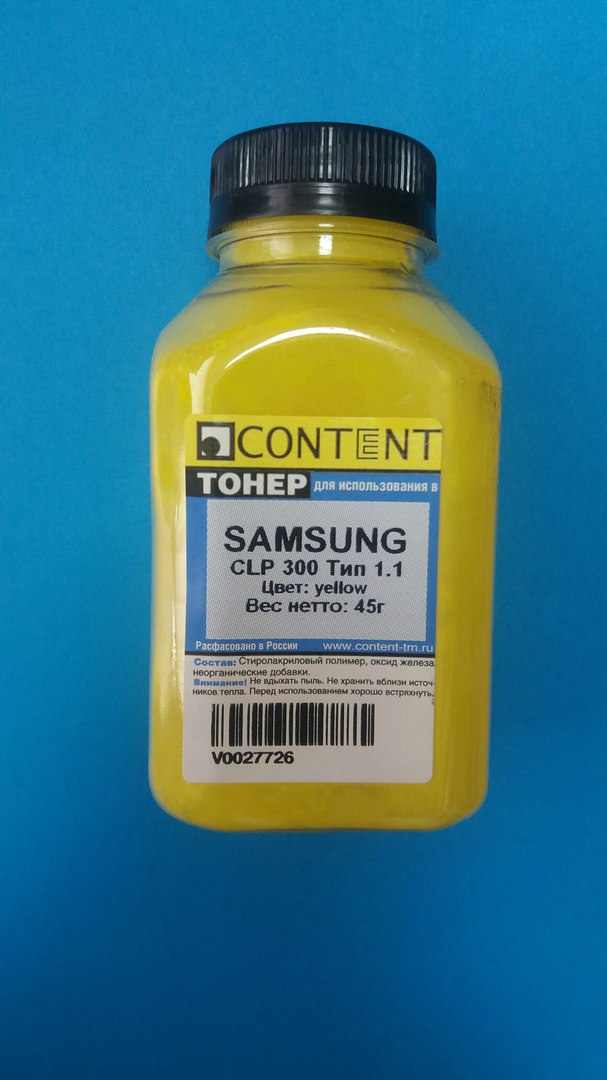 CONTENT
ТОНЕР для использования в
SAMSUNG
CLP 300 Тип 1.1
Цвет: yellow
Вес нетто: 45г
Расфасовано в России www.content-tm.ru
Состав: Стиролакриловый полимер, оксид железа
неорганические добавки.
Внимание! Не вдыхать пыль. Не хранить вблизи источ-
ников тепла. Перед использованием хорошо встряхнуть.
V0027726